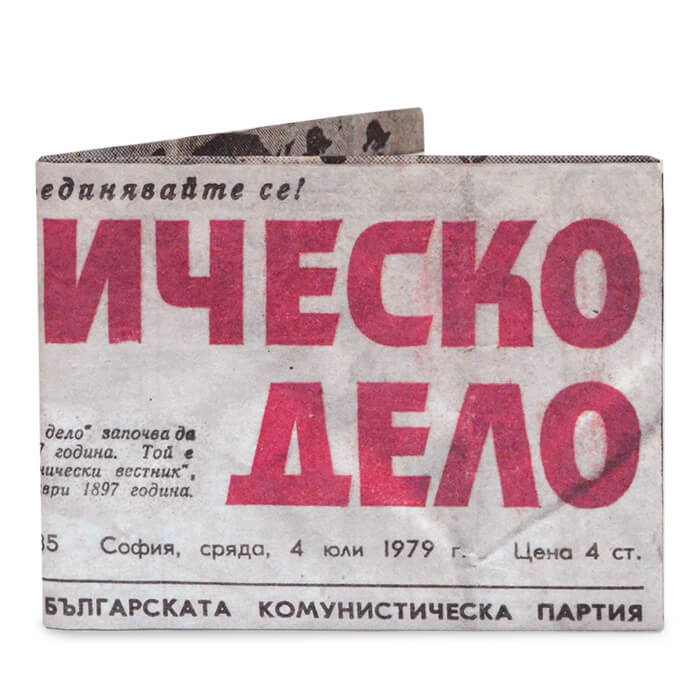 единявайте се!
ИЧЕСКО
ДЕЛО
дело" започва да
7 година. Той е
нически вестник",
ври 1897 година.
85 София, сряда, 4 юли 1979 г. Цена 4 ст.
БЪЛГАРСКАТА КОМУНИСТИЧЕСКА ПАРТИЯ